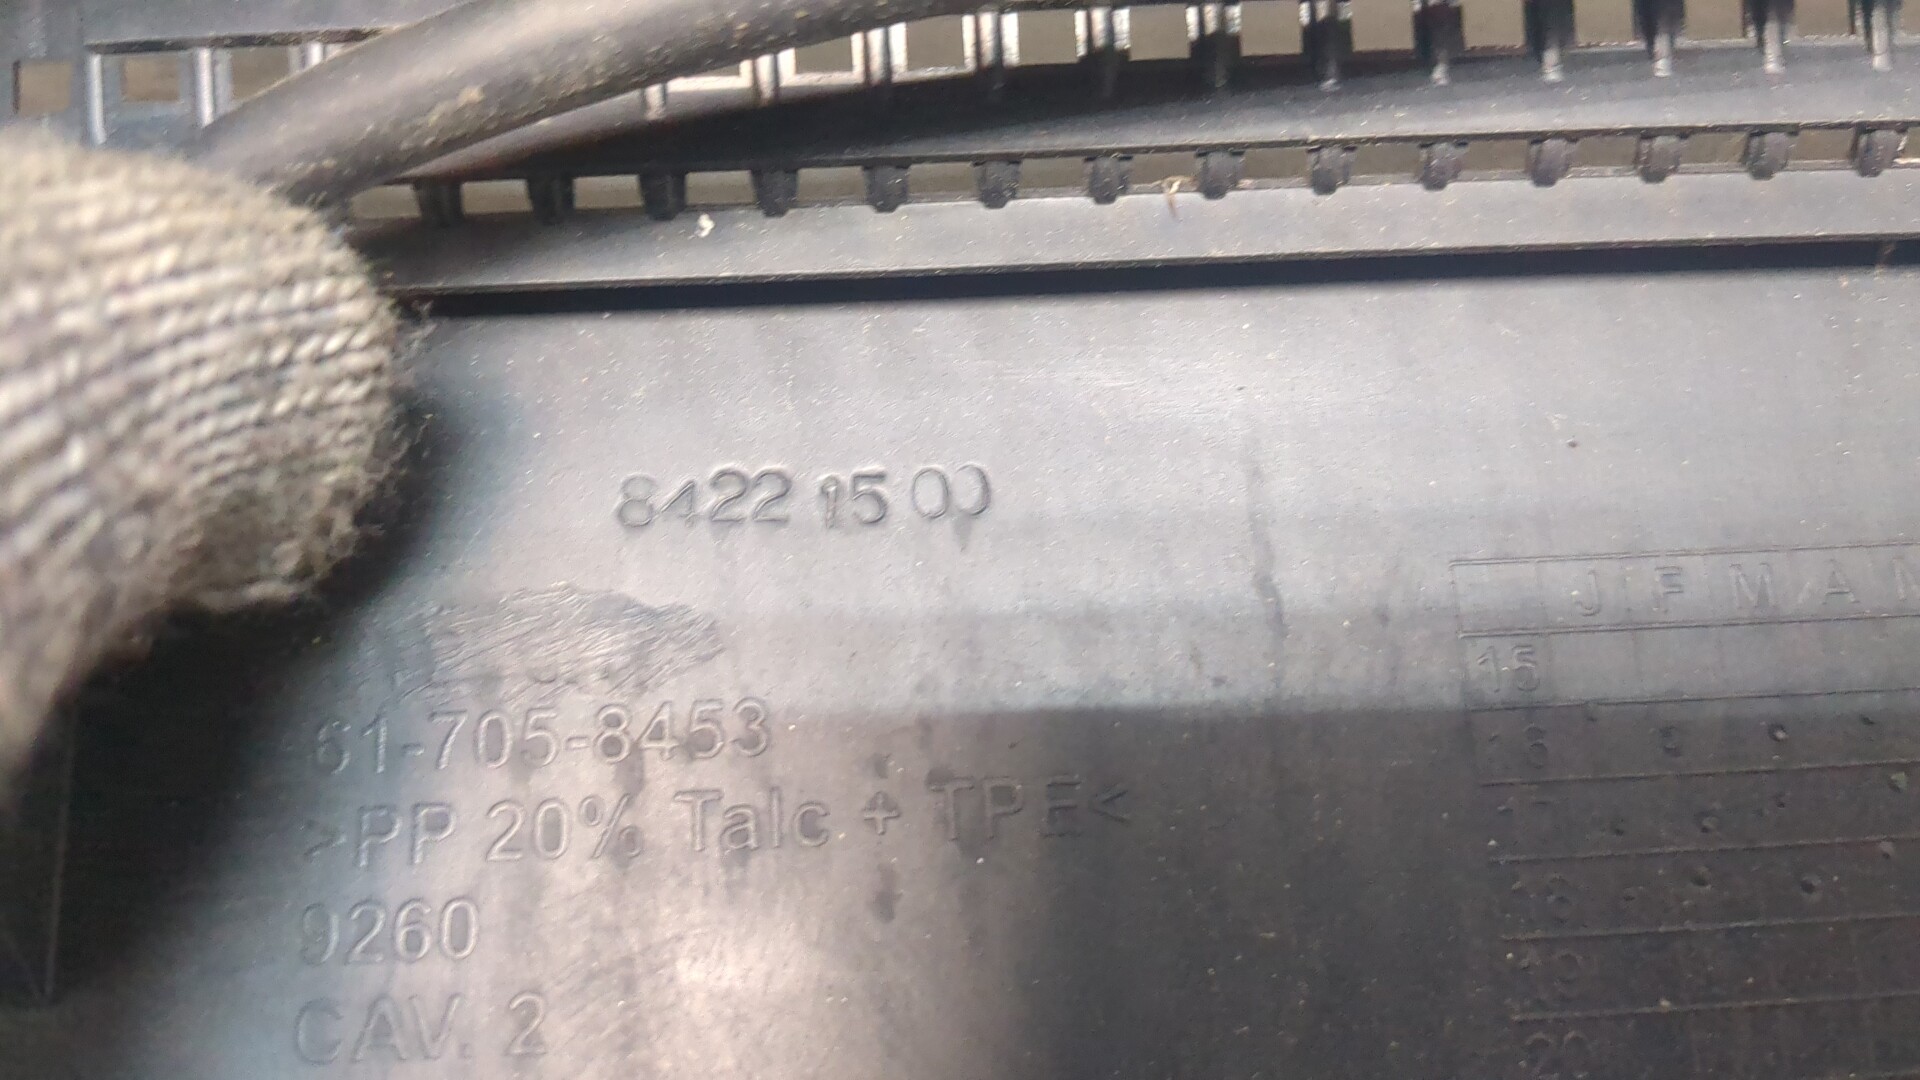 8422 15 00
61-705-8453
>PP 20% Talc + TPE<
9260
CAV. 2
J F M A
15
16
17
18
19
20